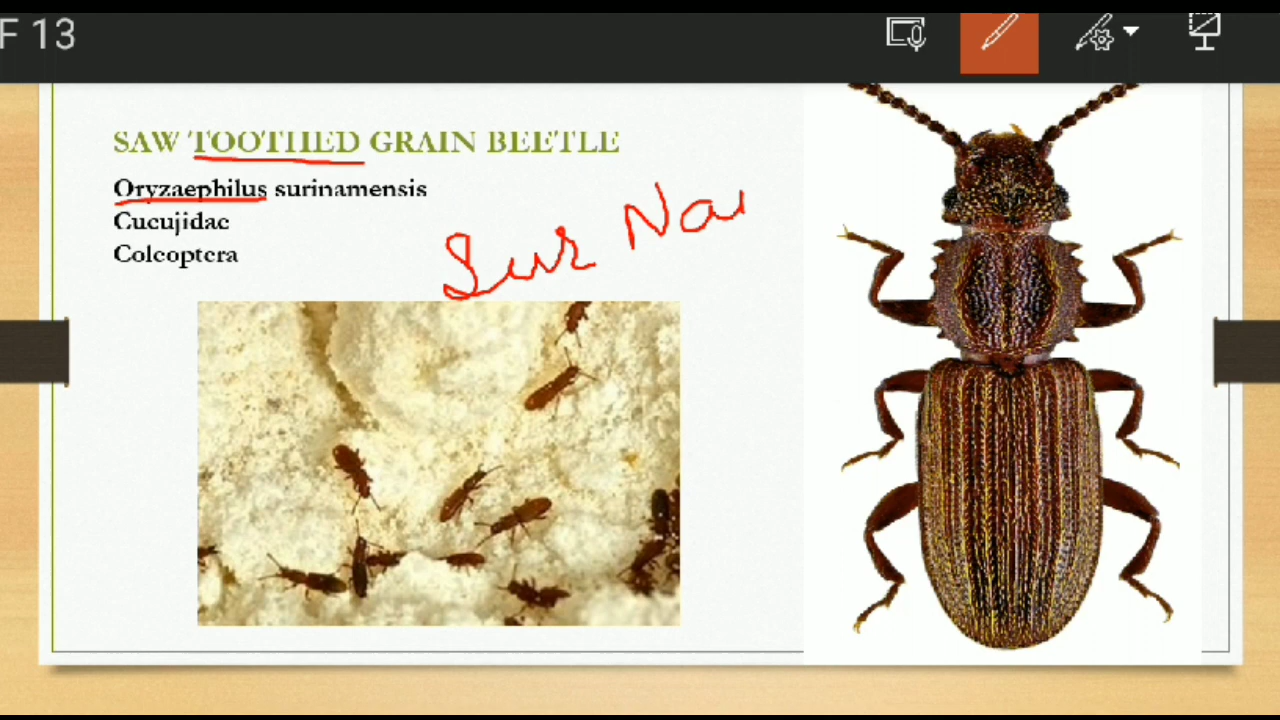 F 13
SAW TOOTHED GRAIN BEETLE
Oryzaephilus surinamensis
Cucujidae
Coleoptera
Sur Na